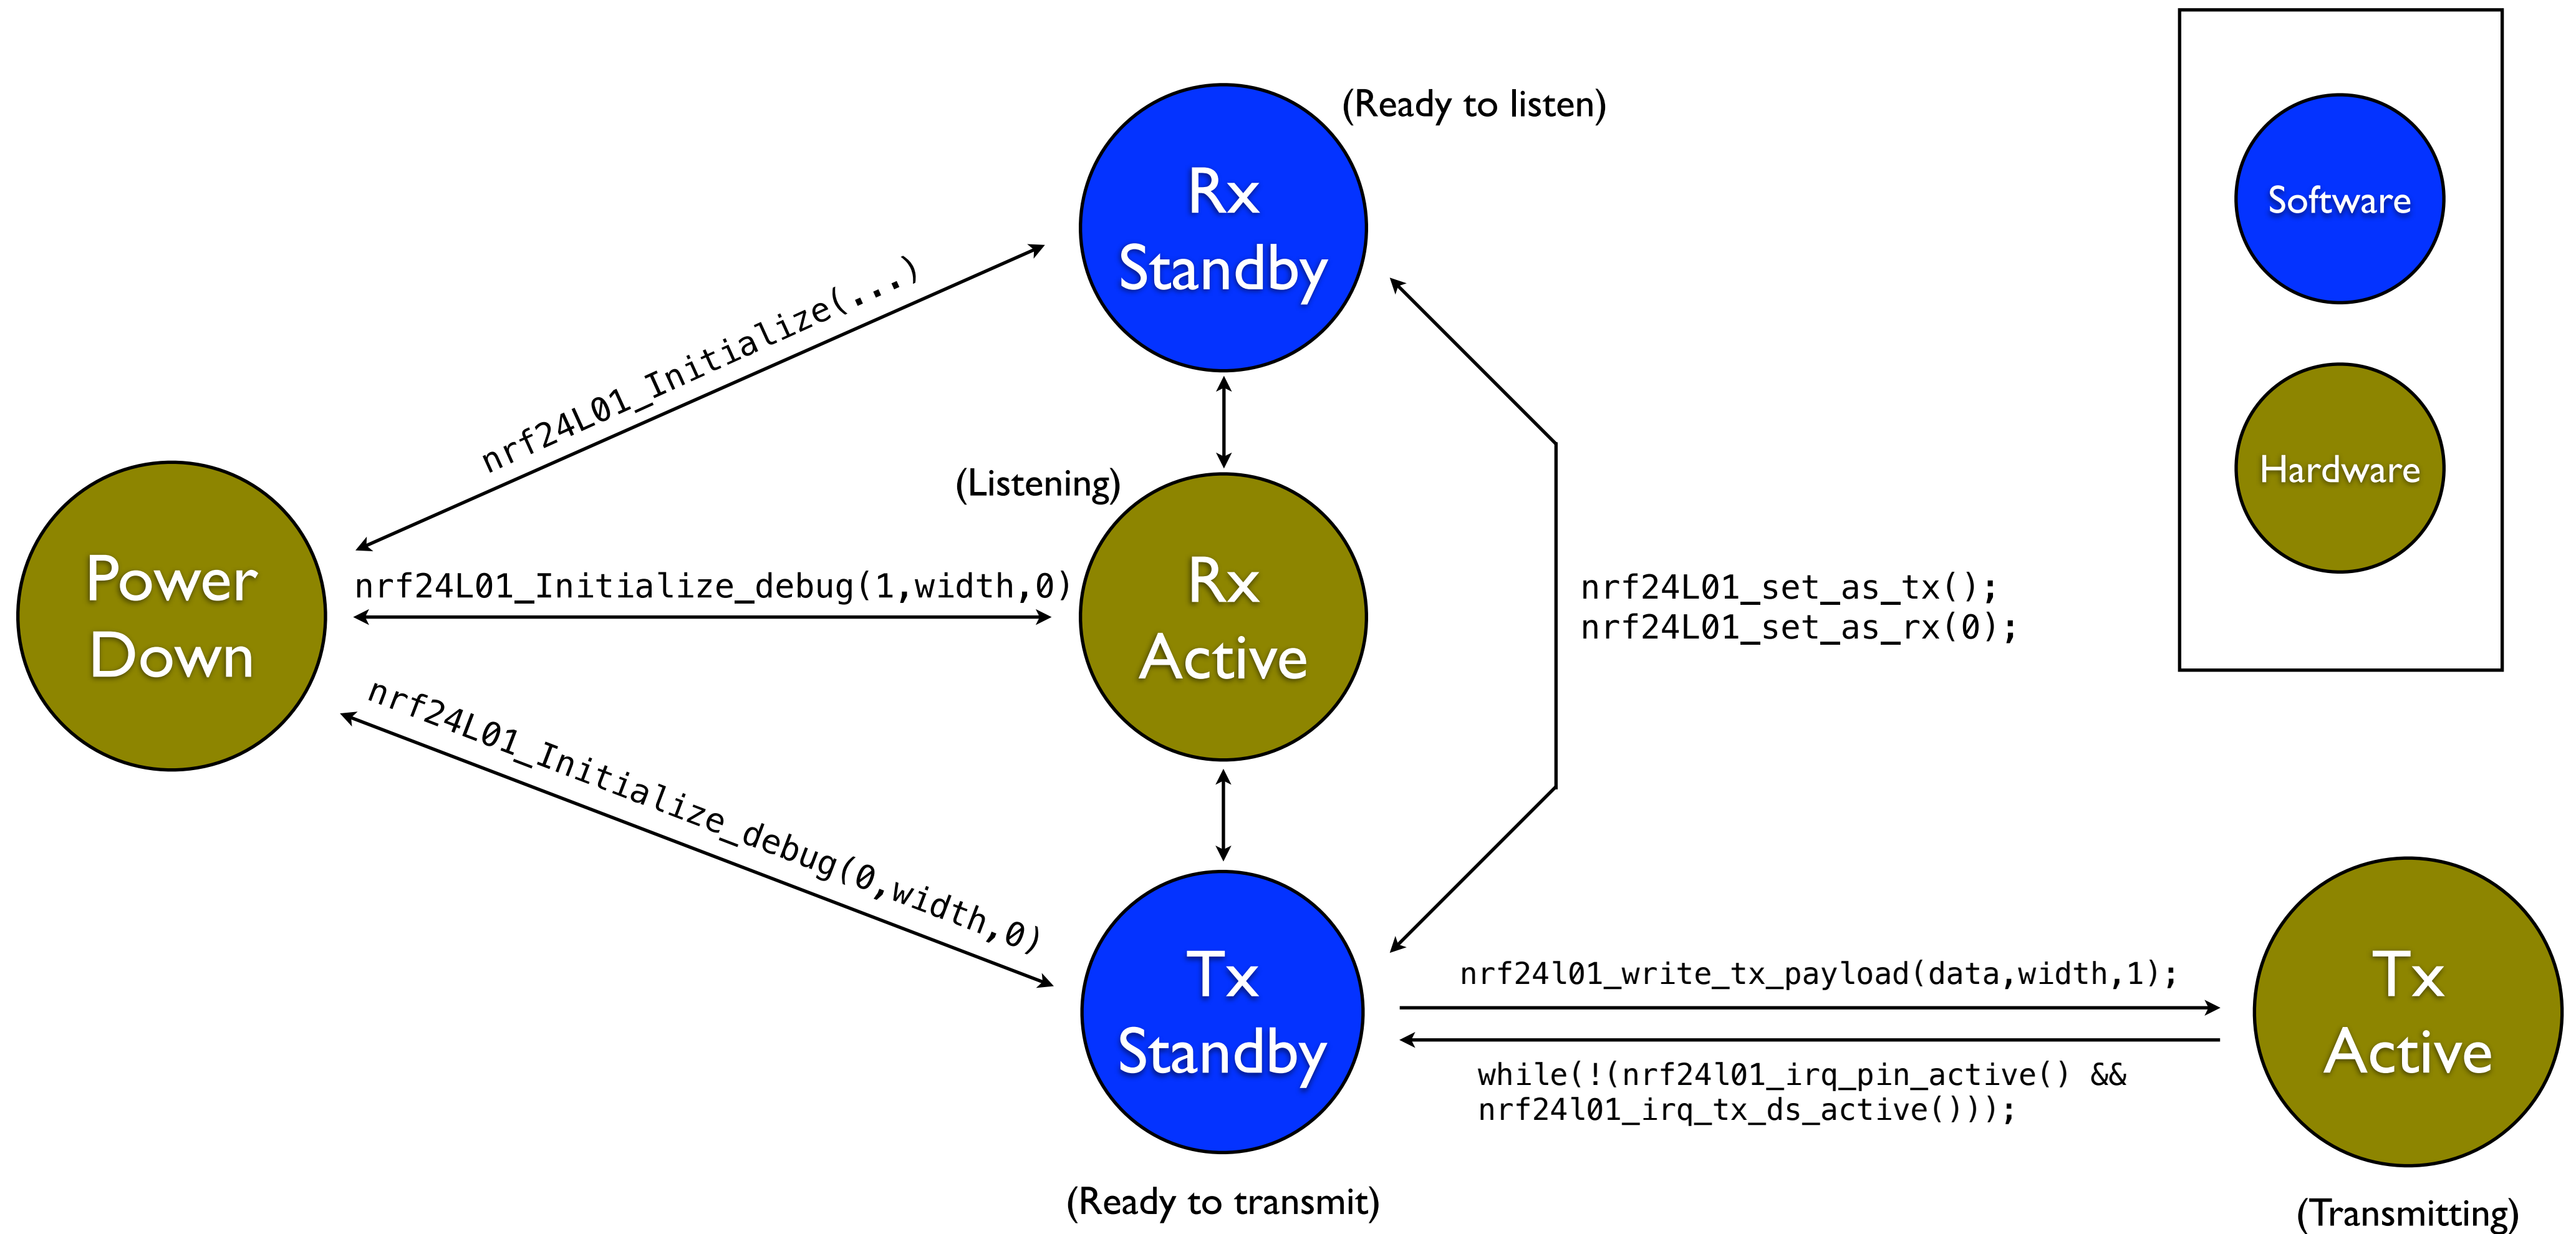 (Ready to listen)
Rx
Standby
Software
Hardware
nrf24L01_Initialize(...)
(Listening)
Power
Down
nrf24L01_Initialize_debug(1,width,0)
Rx
Active
nrf24L01_set_as_tx();
nrf24L01_set_as_rx(0);
nrf24L01_Initialize_debug(0,width,0)
Tx
Standby
nrf24l01_write_tx_payload(data,width,1);
while(!(nrf24l01_irq_pin_active() &&
nrf24l01_irq_tx_ds_active()));
Tx
Active
(Ready to transmit)
(Transmitting)